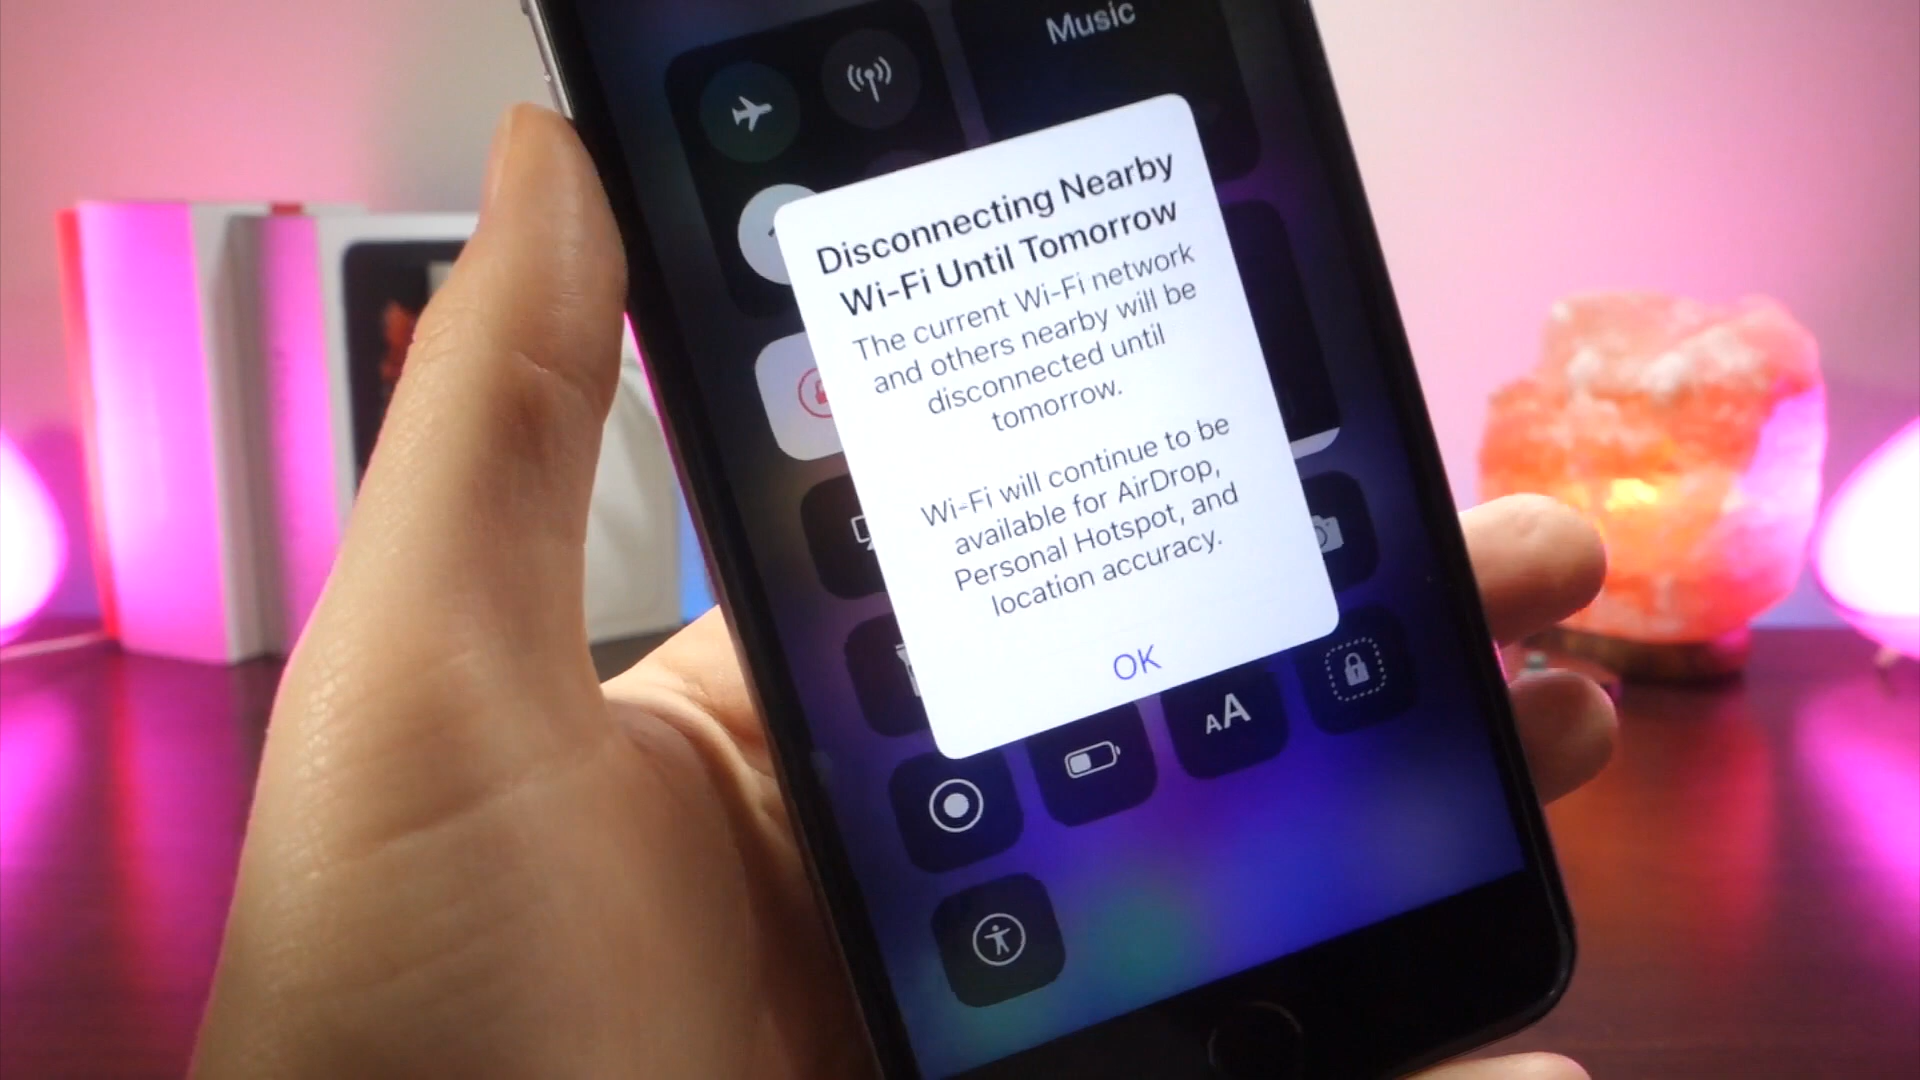 Music
Disconnecting Nearby
Wi-Fi Until Tomorrow
The current Wi-Fi network
and others nearby will be
disconnected until
tomorrow.
Wi-Fi will continue to be
available for AirDrop,
Personal Hotspot, and
location accuracy.
OK
AA